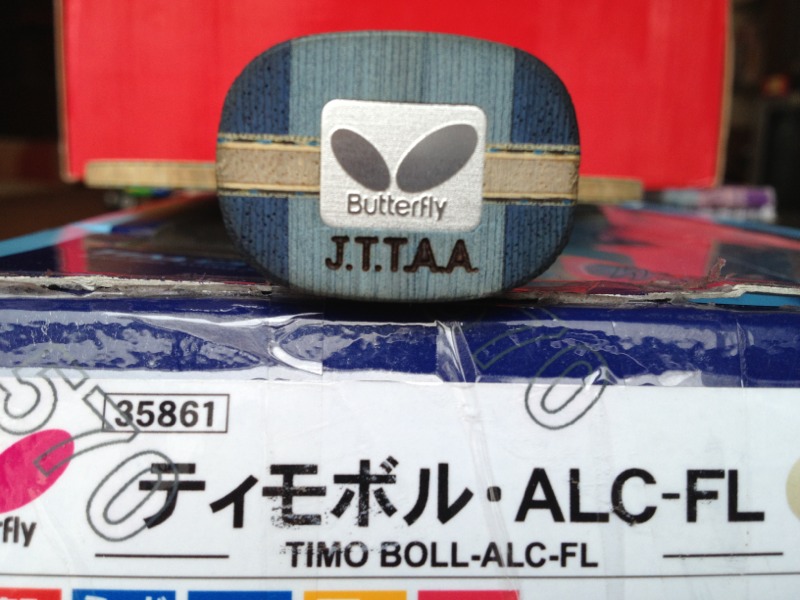 Butterfly
J.T.T.A.A.
35861
ティモボル・ALC-FL
TIMO BOLL-ALC-FL